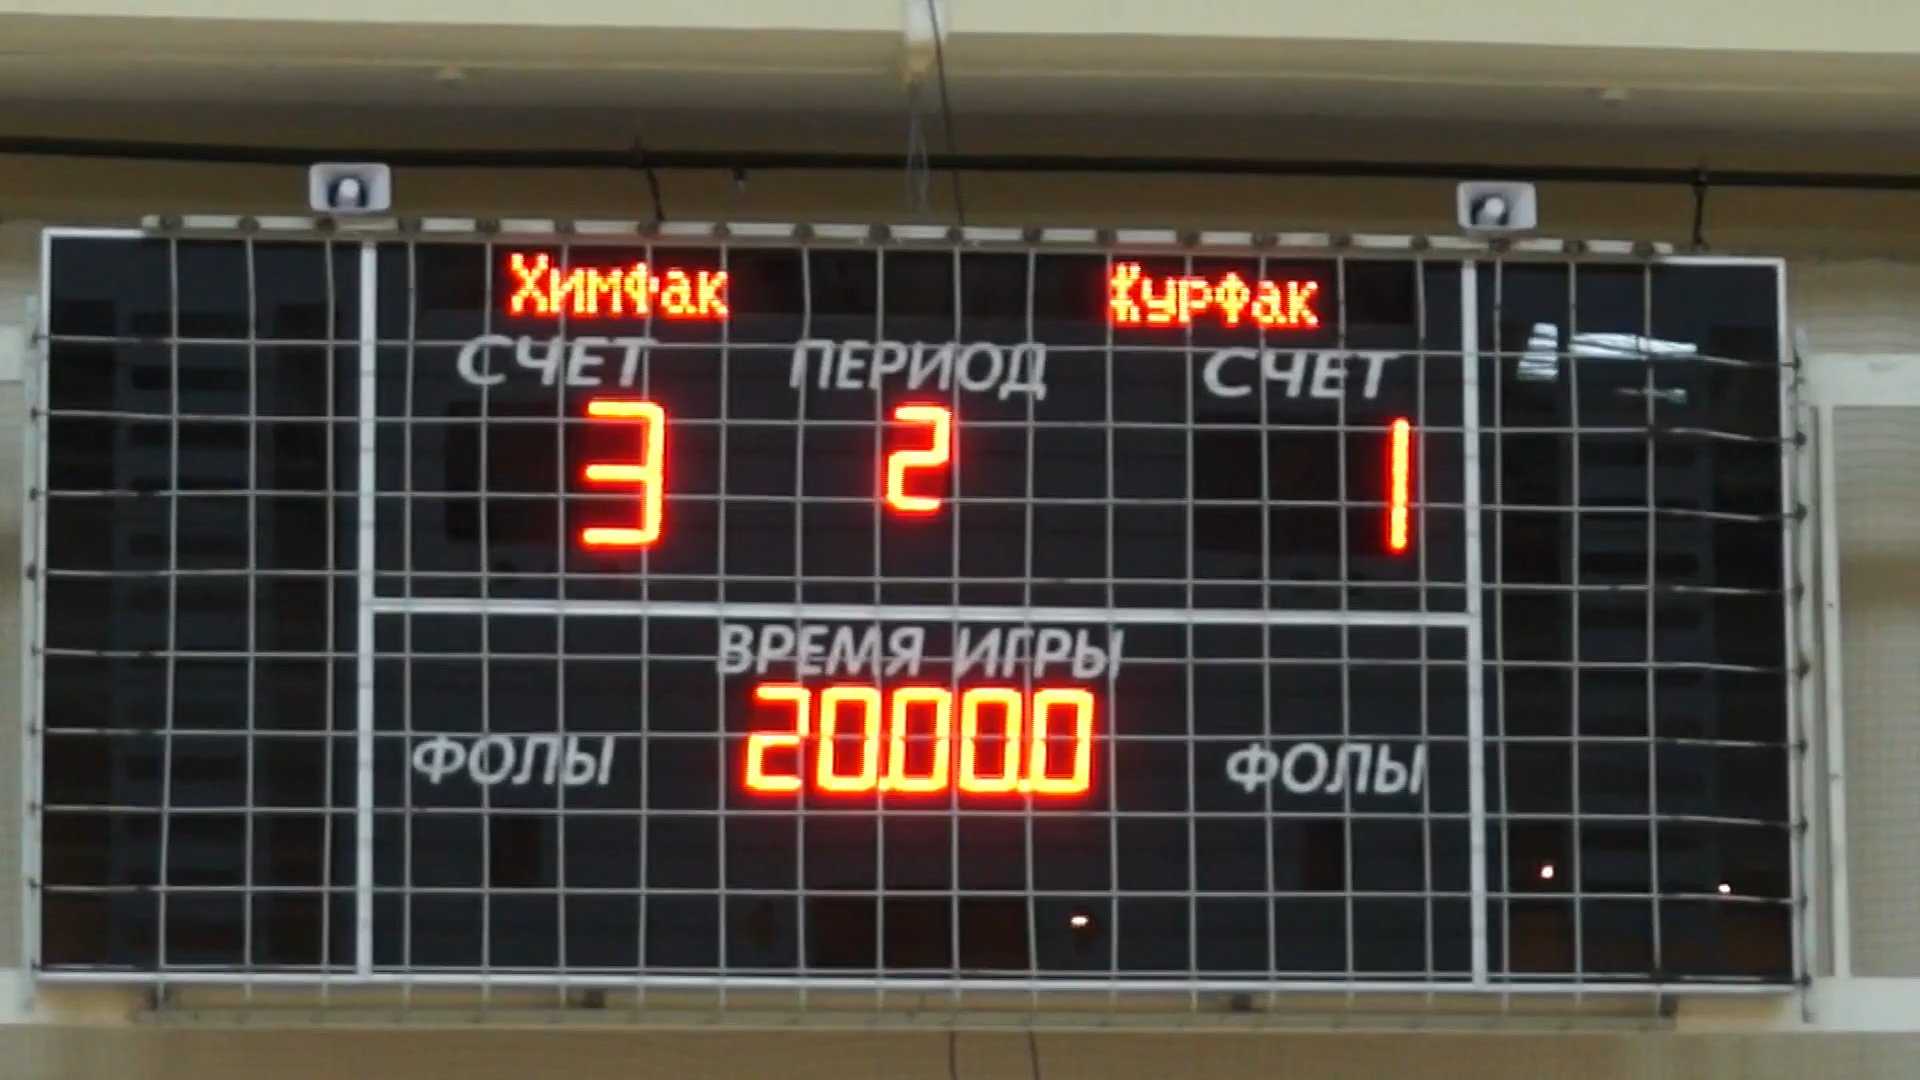 Химфак Журфак
СЧЕТ ПЕРИОД СЧЕТ
3 2 1
ВРЕМЯ ИГРЫ
20.00.0
ФОЛЫ ФОЛЫ